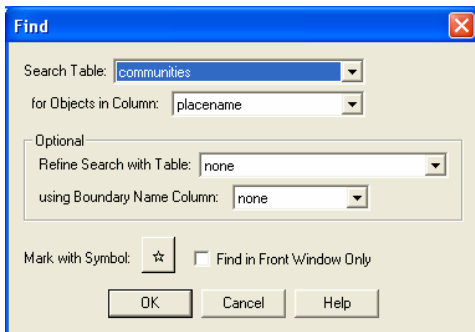 Find
Search Table: communities
for Objects in Column: placename
Optional
Refine Search with Table: none
using Boundary Name Column: none
Mark with Symbol: Find in Front Window Only
OK Cancel Help